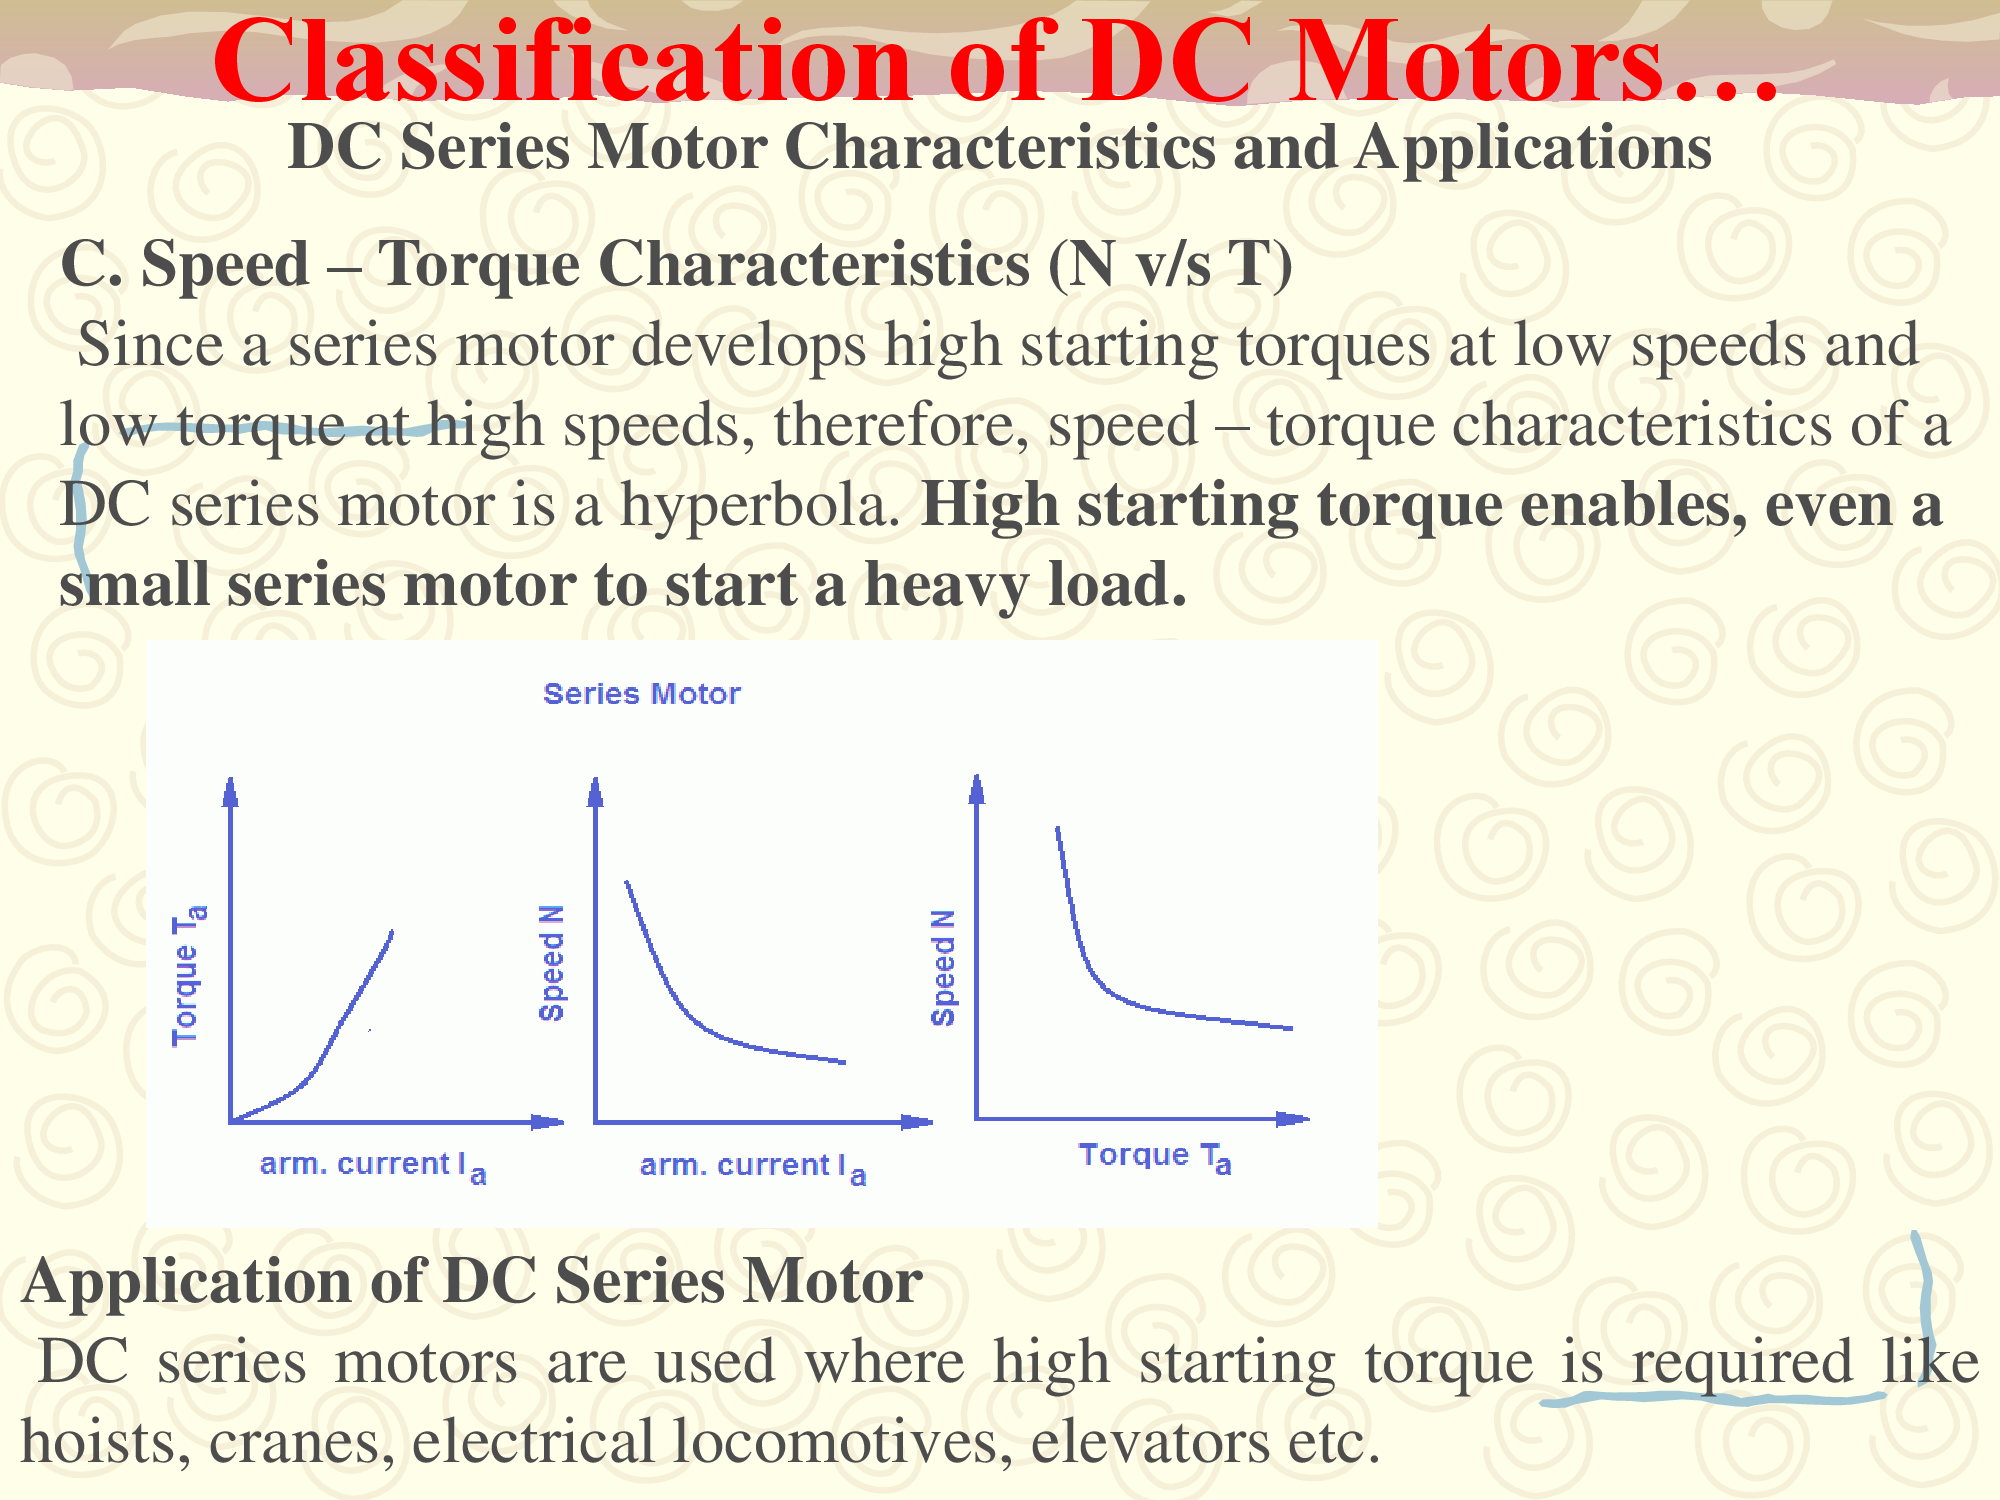 Classification of DC Motors…
DC Series Motor Characteristics and Applications
C. Speed – Torque Characteristics (N v/s T)
Since a series motor develops high starting torques at low speeds and
low torque at high speeds, therefore, speed – torque characteristics of a
DC series motor is a hyperbola. High starting torque enables, even a
small series motor to start a heavy load.
Series Motor
Torque Ta
arm. current Ia
Speed N
arm. current Ia
Speed N
Torque Ta
Application of DC Series Motor
DC series motors are used where high starting torque is required like
hoists, cranes, electrical locomotives, elevators etc.